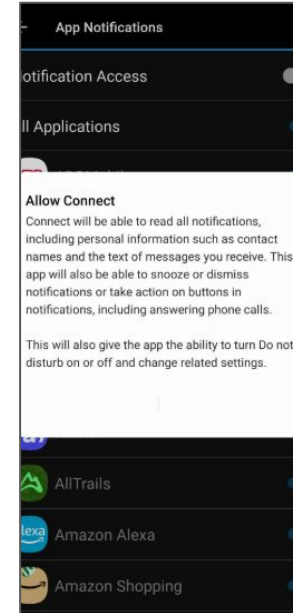 App Notifications
otification Access
ll Applications
Allow Connect
Connect will be able to read all notifications,
including personal information such as contact
names and the text of messages you receive. This
app will also be able to snooze or dismiss
notifications or take action on buttons in
notifications, including answering phone calls.
This will also give the app the ability to turn Do not
disturb on or off and change related settings.
AllTrails
lexa
Amazon Alexa
Amazon Shopping